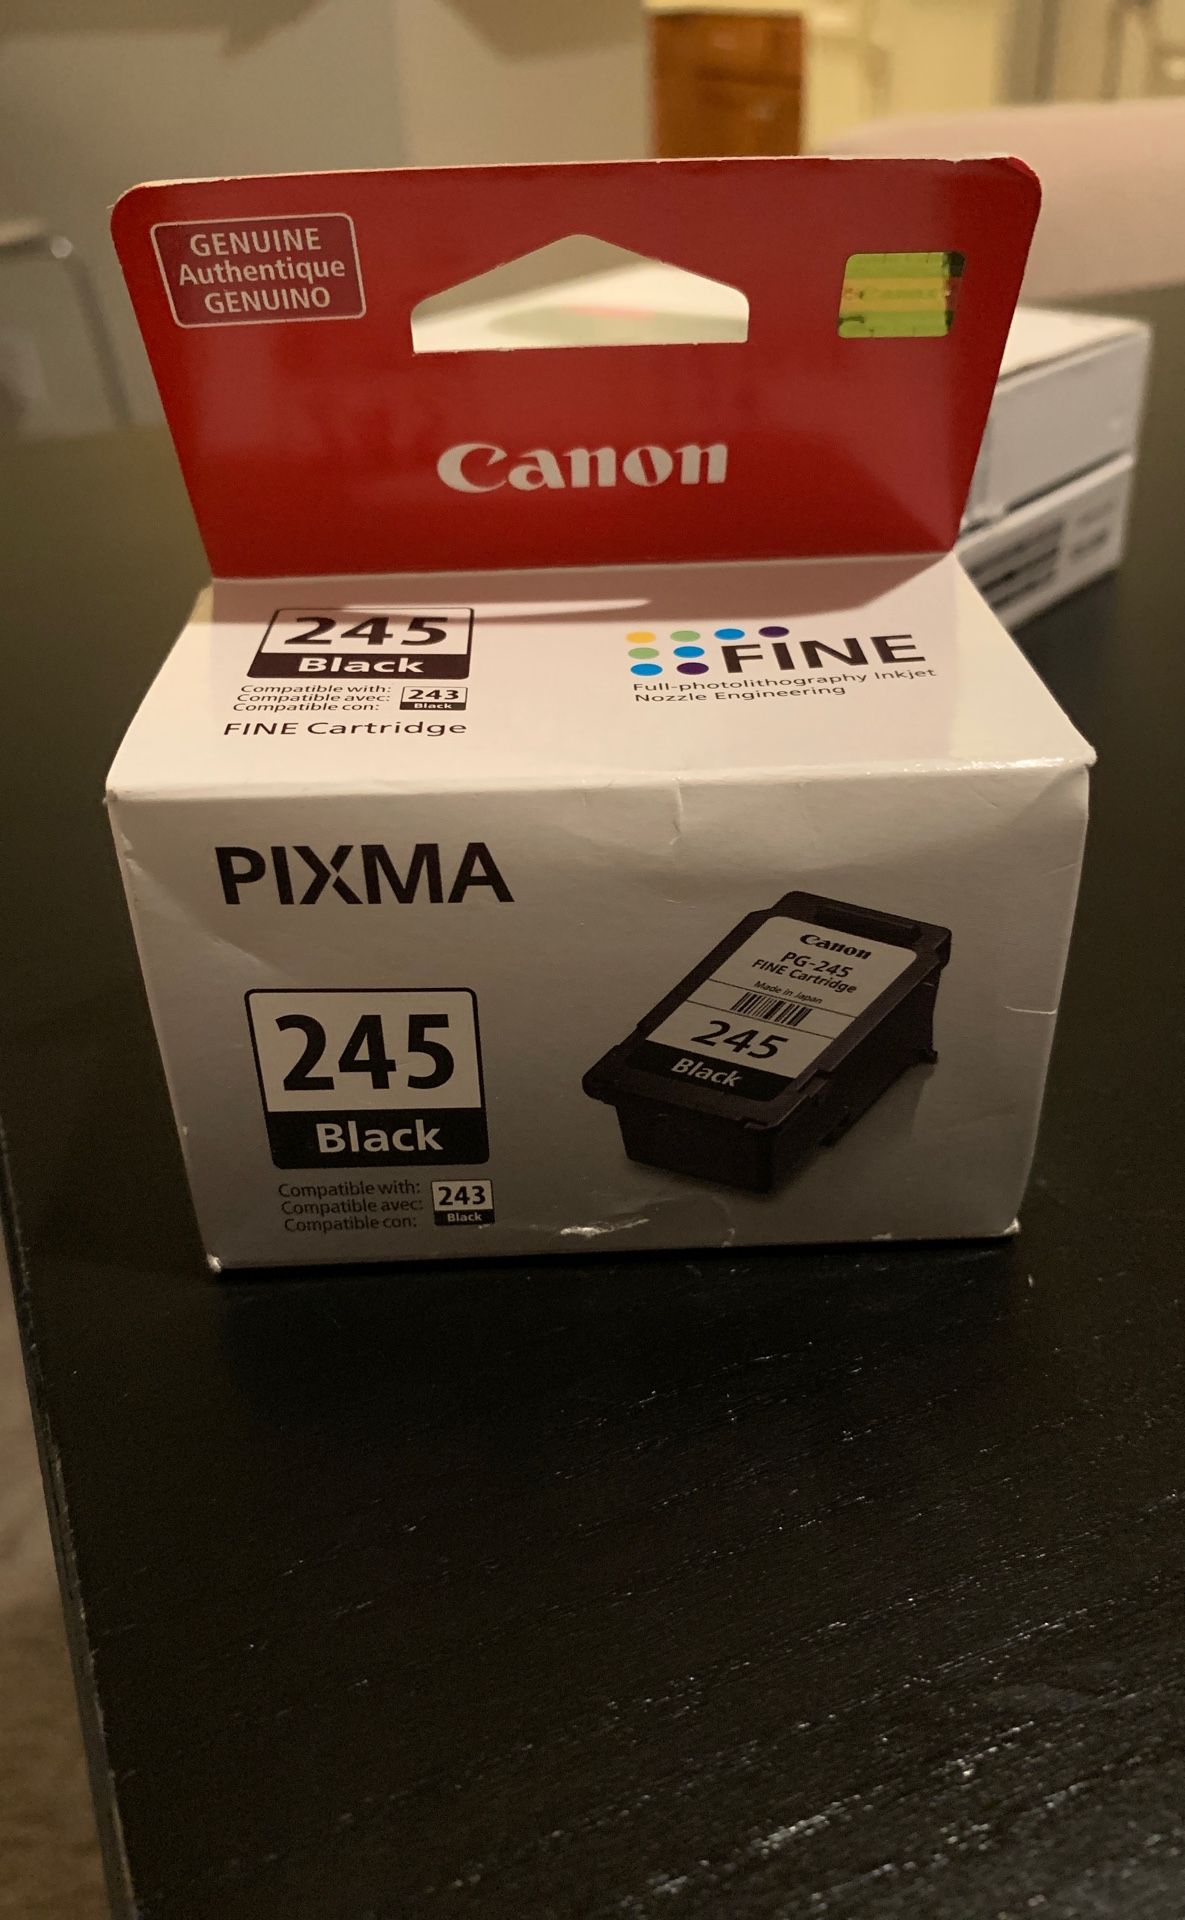 GENUINE
Authentique
GENUINO
Canon
245
Black
Compatible with:
Compatible avec:
Compatible con:
243
Black
FINE Cartridge
FINE
Full-photolithography Inkjet
Nozzle Engineering
PIXMA
245
Black
Compatible with:
Compatible avec:
Compatible con:
243
Black
Canon
PG-245
FINE Cartridge
Made in Japan
245
Black